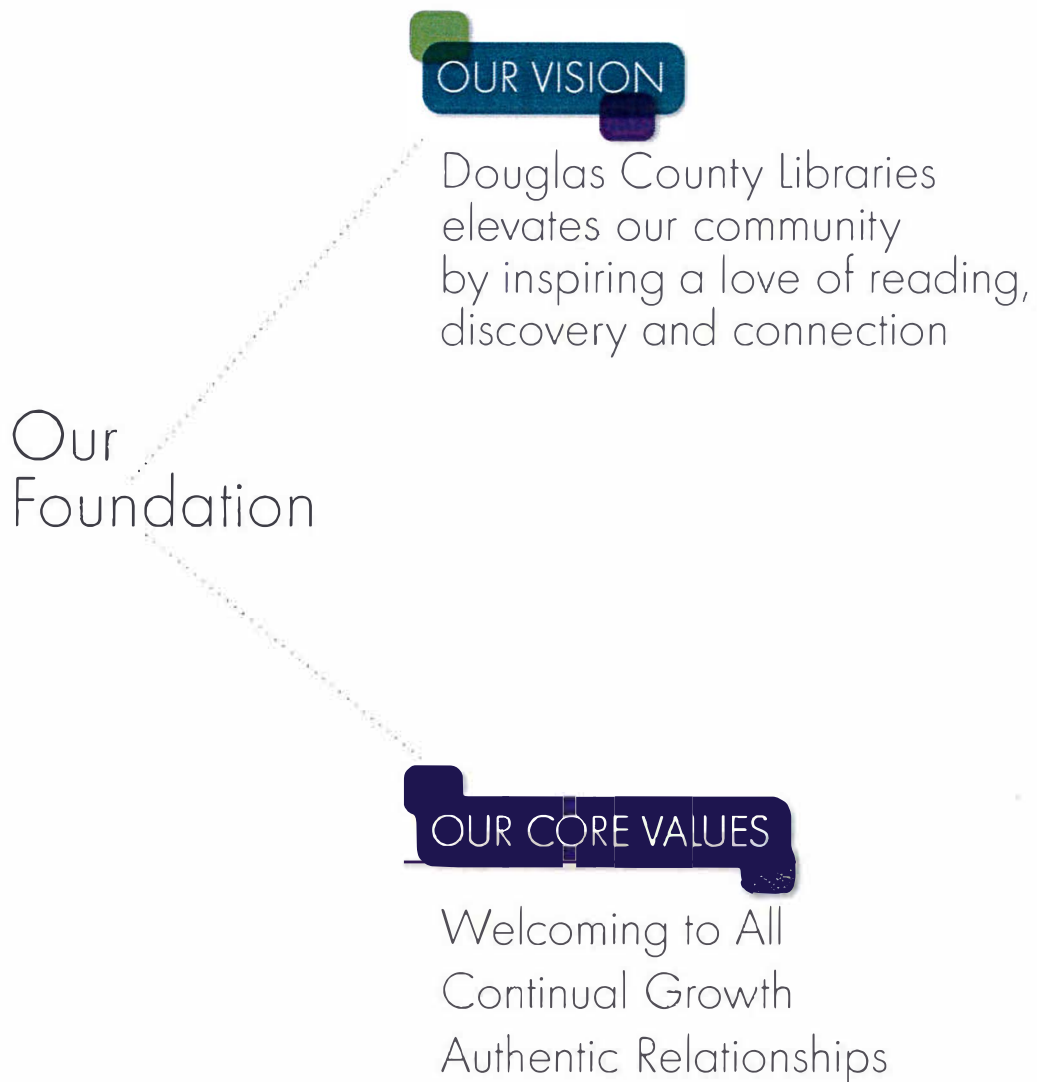 OUR VISION
Douglas County Libraries
elevates our community
by inspiring a love of reading,
discovery and connection
Our
Foundation
OUR CORE VALUES
Welcoming to All
Continual Growth
Authentic Relationships